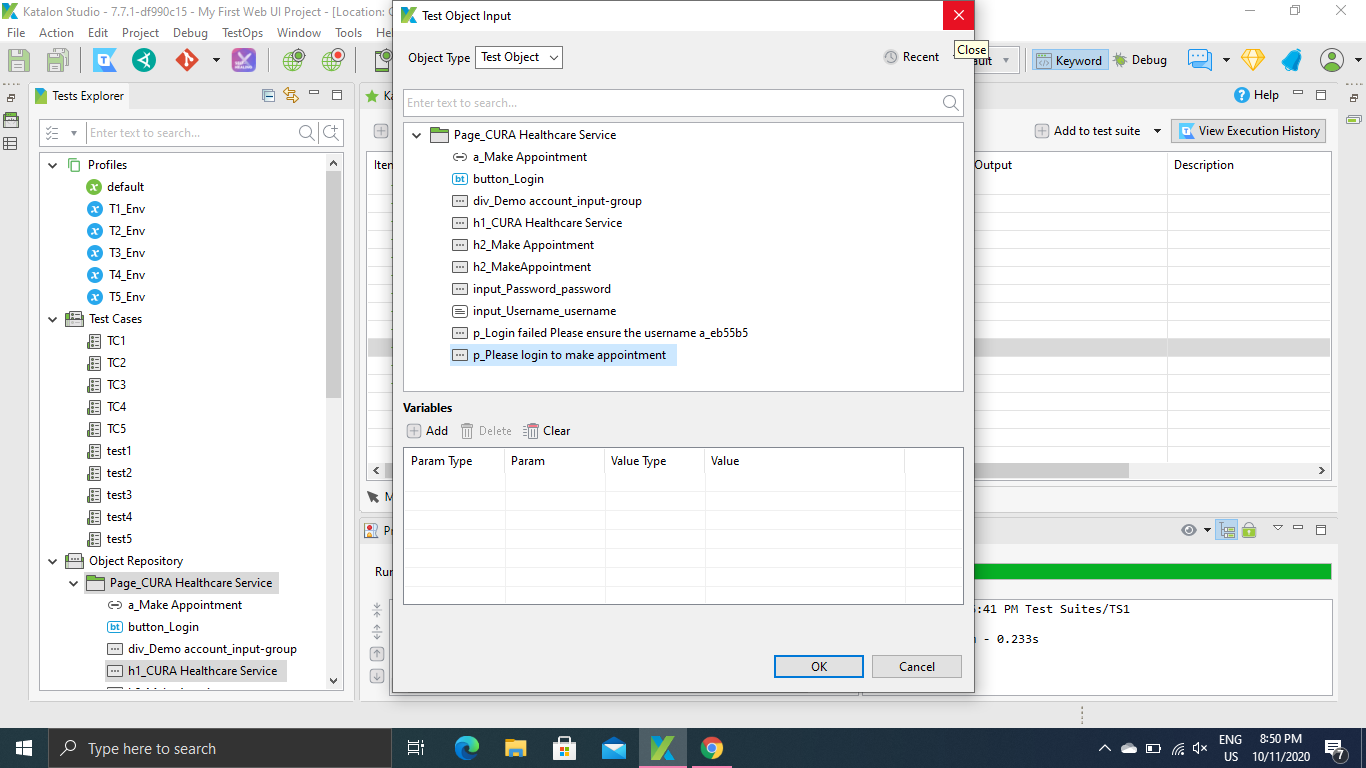 Katalon Studio - 7.7.1-df990c15 - My First Web UI Project - [Location: C
File Action Edit Project Debug TestOps Window Tools He
Keyword
Debug
Tests Explorer
Enter text to search...
Profiles
default
T1_Env
T2_Env
T3_Env
T4_Env
T5_Env
Test Cases
TC1
TC2
TC3
TC4
TC5
test1
test2
test3
test4
test5
Object Repository
Page_CURA Healthcare Service
a_Make Appointment
button_Login
div_Demo account_input-group
h1_CURA Healthcare Service
Test Object Input
Close
Object Type Test Object
Recent
Enter text to search...
Page_CURA Healthcare Service
a_Make Appointment
button_Login
div_Demo account_input-group
h1_CURA Healthcare Service
h2_Make Appointment
h2_MakeAppointment
input_Password_password
input_Username_username
p_Login failed Please ensure the username a_eb55b5
p_Please login to make appointment
Variables
Add Delete Clear
Param Type Param Value Type Value
OK Cancel
Help
Add to test suite View Execution History
Output Description
:41 PM Test Suites/TS1
- 0.233s
Type here to search
ENG
US
8:50 PM
10/11/2020
7